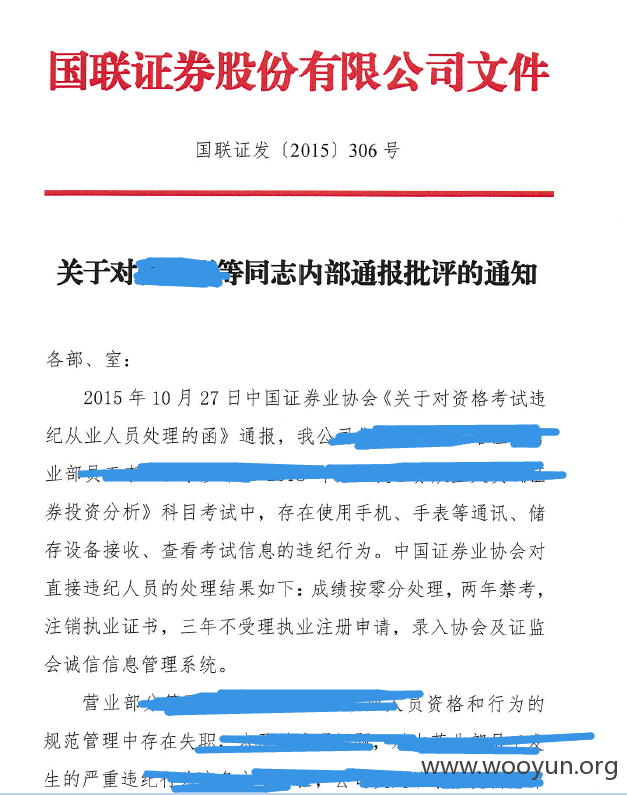 国联证券股份有限公司文件
国联证发〔2015〕306 号
关于对等同志内部通报批评的通知
各部、室：
2015 年 10 月 27 日中国证券业协会《关于对资格考试违
纪从业人员处理的函》通报，我公司
业部员
券投资分析》科目考试中，存在使用手机、手表等通讯、储
存设备接收、查看考试信息的违纪行为。中国证券业协会对
直接违纪人员的处理结果如下：成绩按零分处理，两年禁考，
注销执业证书，三年不受理执业注册申请，录入协会及证监
会诚信信息管理系统。
营业部人员资格和行为的
规范管理中存在失职发
生的严重违纪行
www.wooyun.org